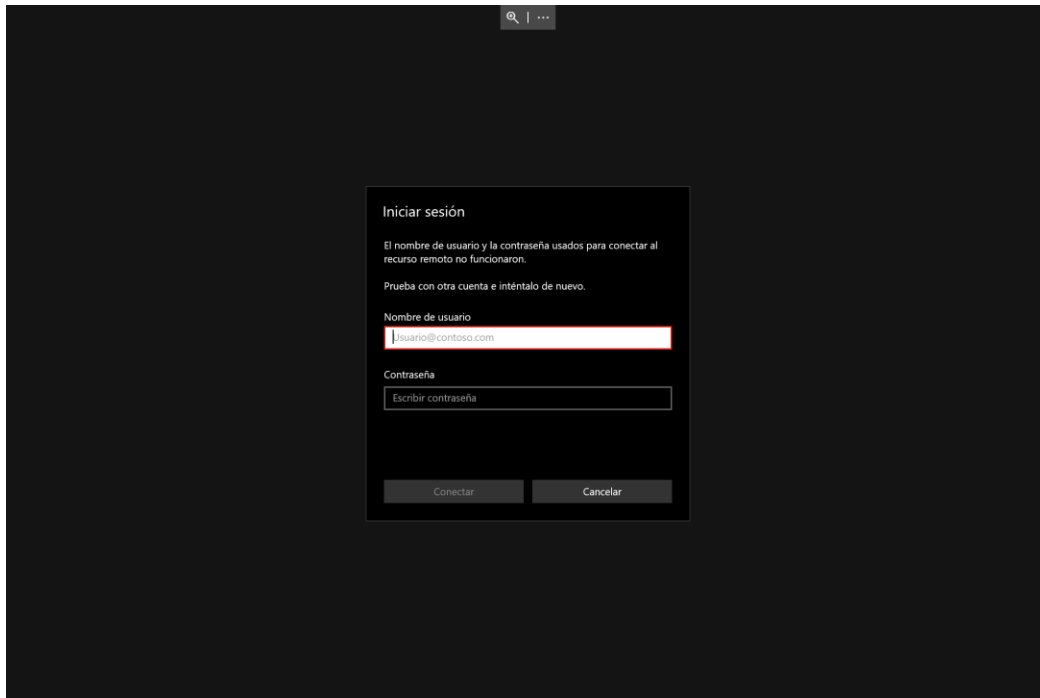 Iniciar sesión
El nombre de usuario y la contraseña usados para conectar al
recurso remoto no funcionaron.
Prueba con otra cuenta e inténtalo de nuevo.
Nombre de usuario
Usuario@contoso.com
Contraseña
Escribir contraseña
Conectar
Cancelar